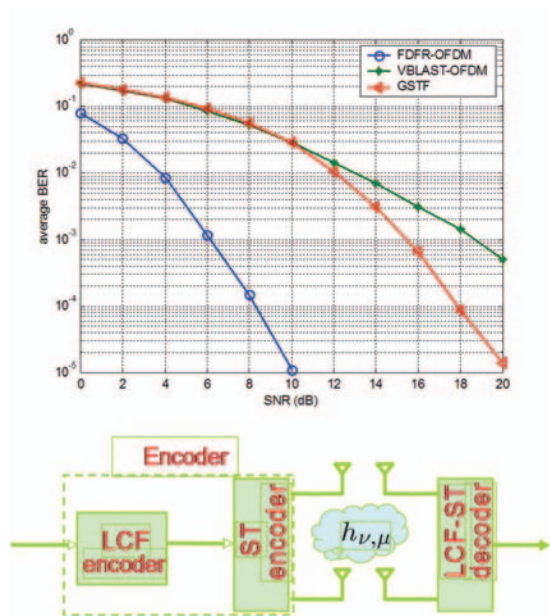 10^0
FDFR-OFDM
VBLAST-OFDM
GSTF
10^-1
10^-2
10^-3
10^-4
10^-5
average BER
0 2 4 6 8 10 12 14 16 18 20
SNR (dB)
Encoder
LCF encoder
ST encoder
h_{ν,μ}
LCF-ST decoder